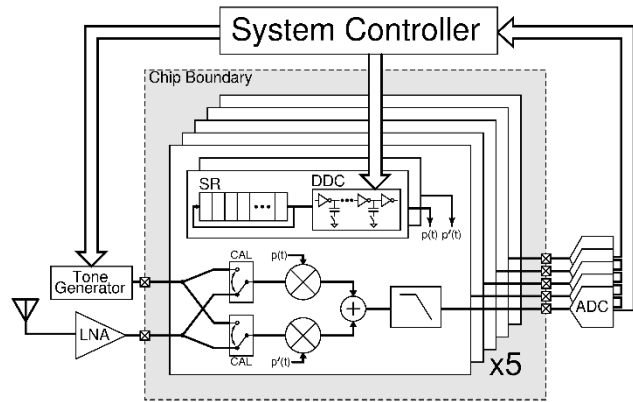 System Controller
Chip Boundary
SR
DDC
p(t) p'(t)
CAL
p(t)
Tone
Generator
LNA
CAL
p'(t)
ADC
x5